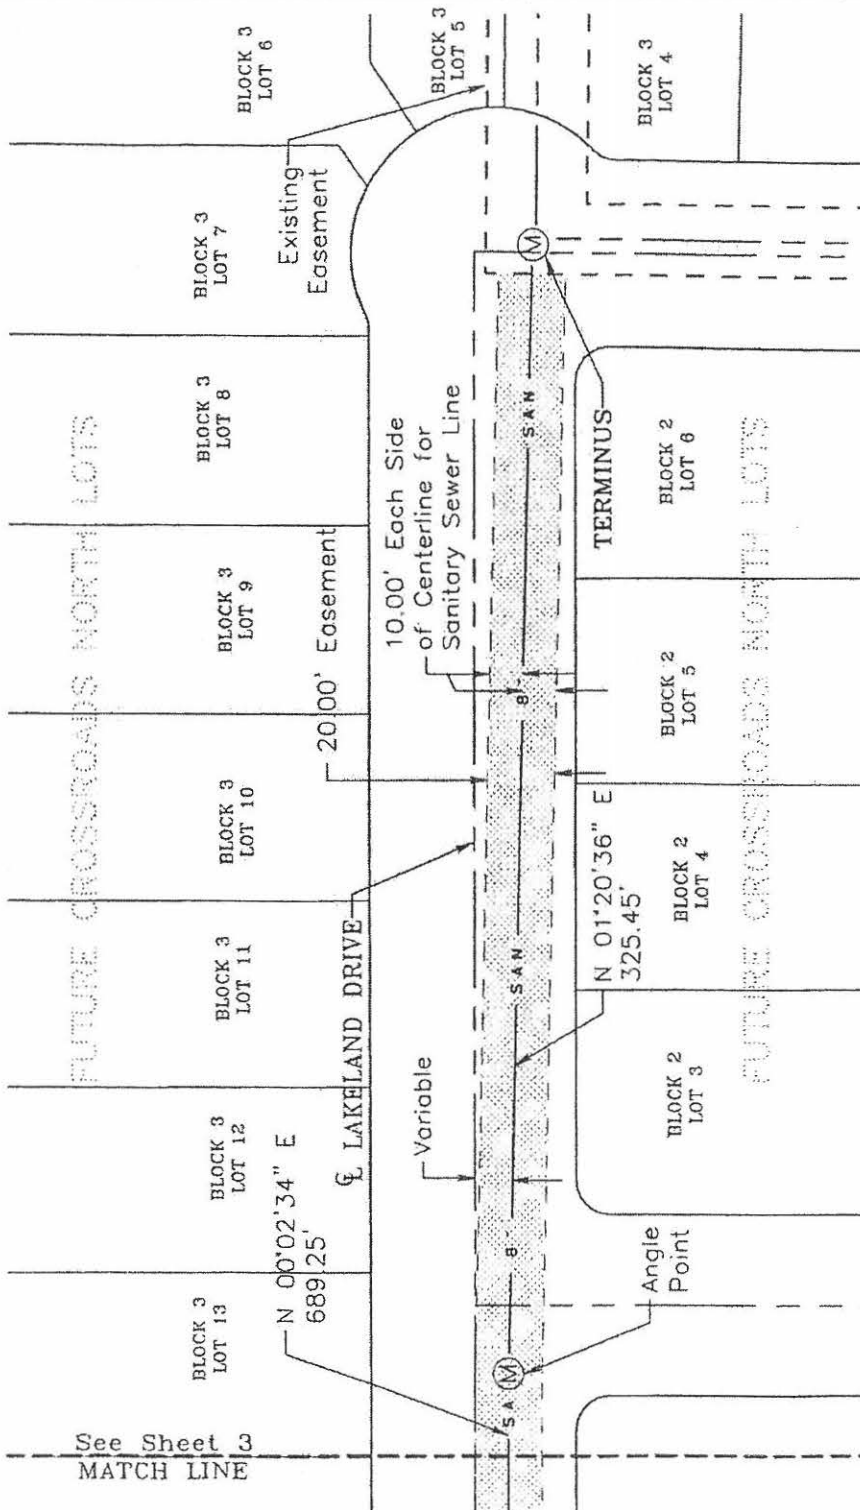 BLOCK 3
LOT 6
BLOCK 3
LOT 5
BLOCK 3
LOT 4
Existing
Easement
BLOCK 3
LOT 7
M
BLOCK 3
LOT 8
FUTURE CROSSROADS NORTH LOTS
10.00' Each Side
of Centerline for
Sanitary Sewer Line
SAN
TERMINUS
BLOCK 2
LOT 6
FUTURE CROSSROADS NORTH LOTS
BLOCK 3
LOT 9
20.00' Easement
8"
BLOCK 2
LOT 5
BLOCK 3
LOT 10
N 01°20'36" E
325.45'
BLOCK 2
LOT 4
BLOCK 3
LOT 11
℄ LAKELAND DRIVE
SAN
BLOCK 2
LOT 3
BLOCK 3
LOT 12
Variable
8"
N 00°02'34" E
689.25'
Angle
Point
BLOCK 3
LOT 13
M
SA
See Sheet 3
MATCH LINE